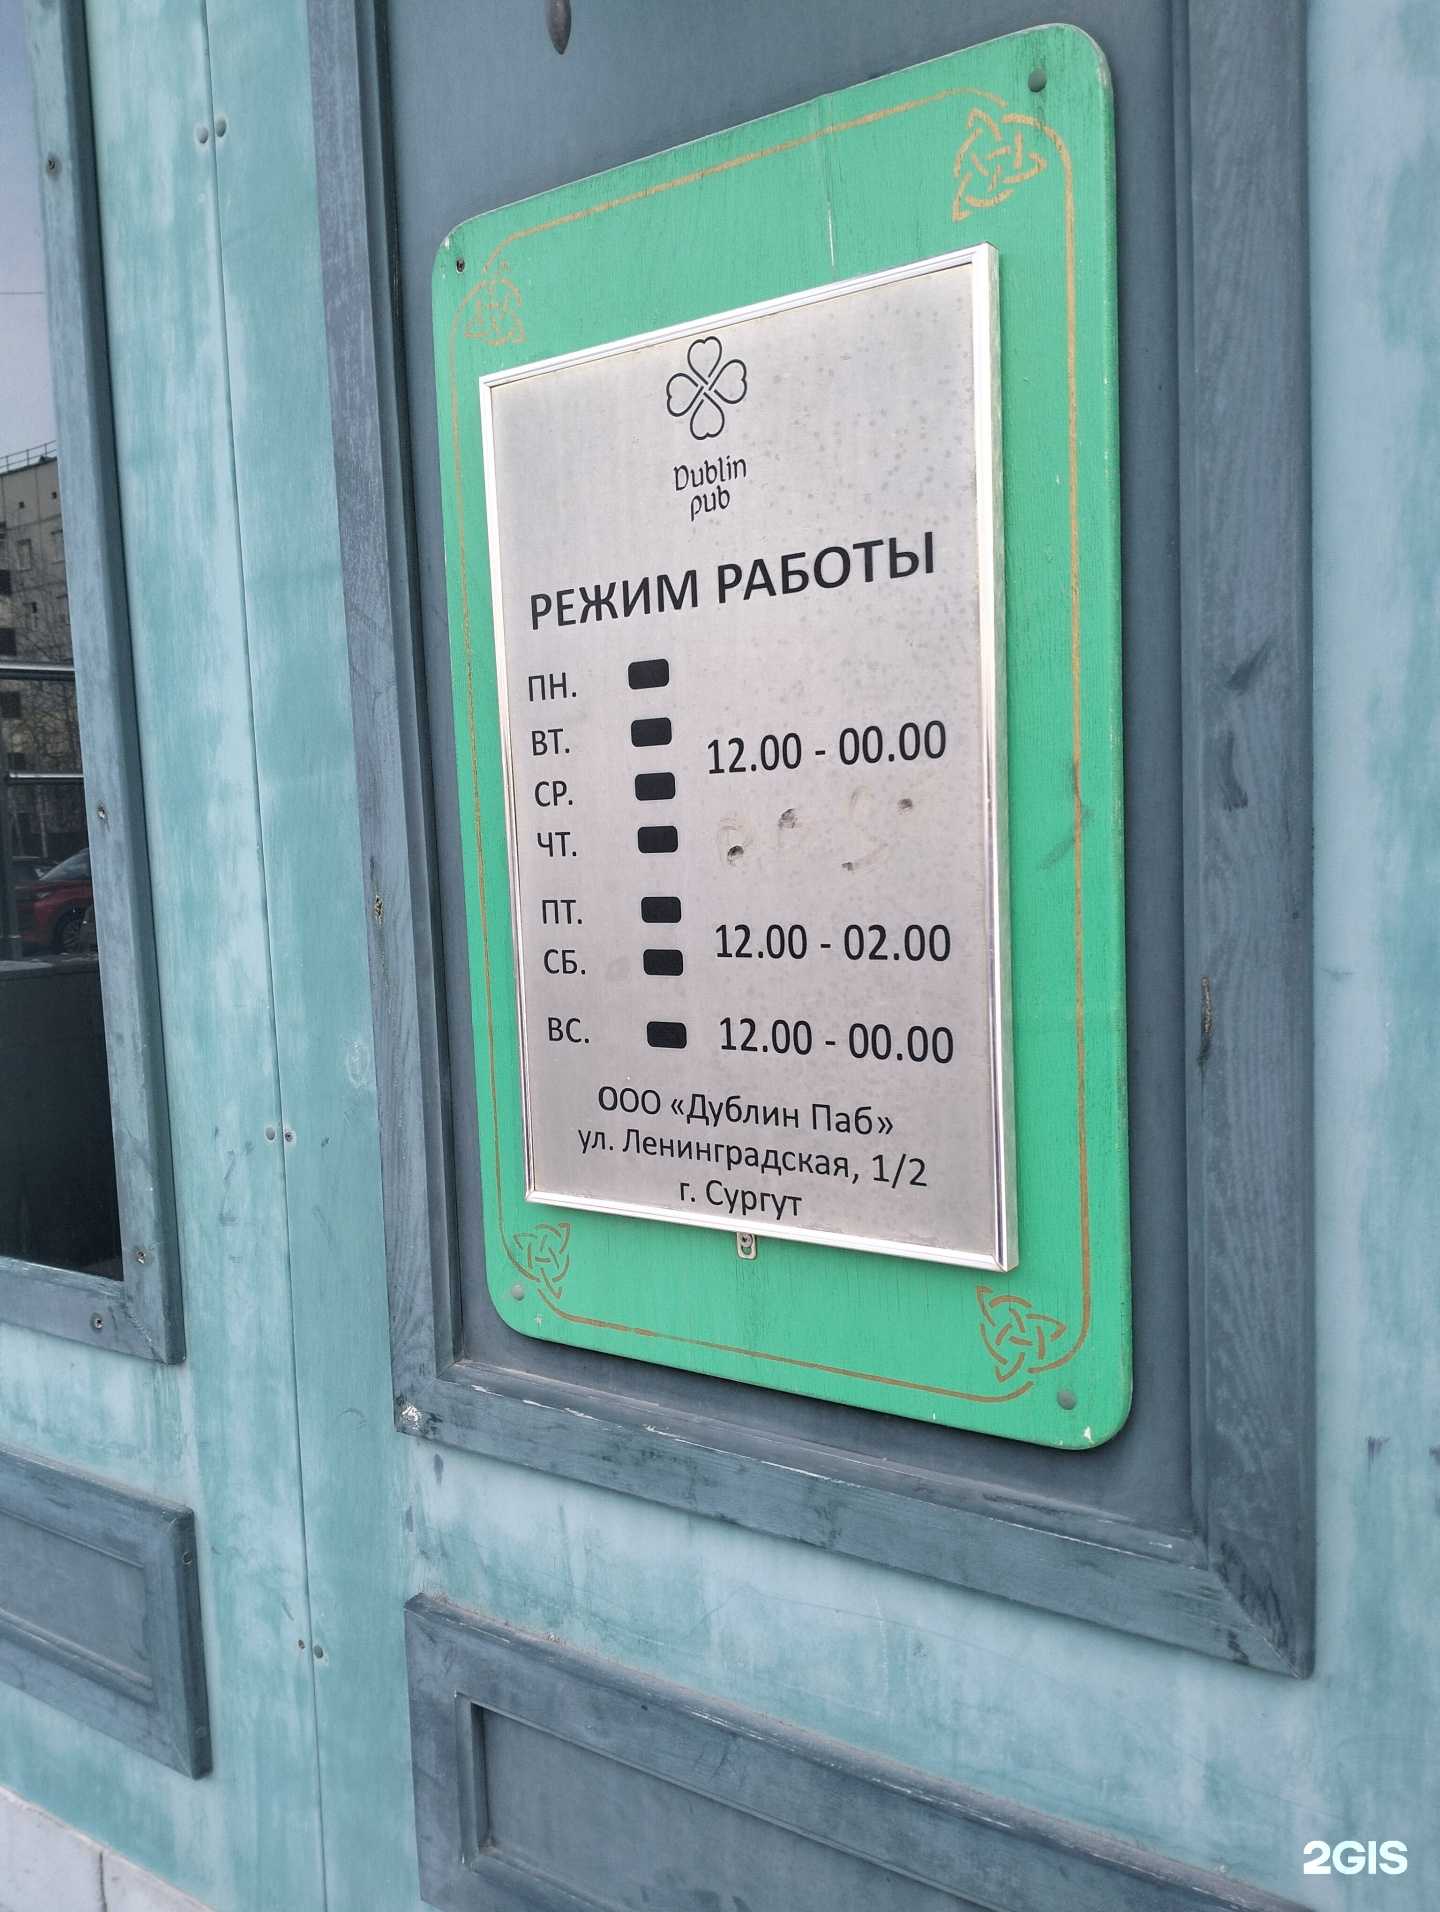 Dublin
pub
РЕЖИМ РАБОТЫ
ПН.
ВТ.
12.00 - 00.00
СР.
ЧТ.
ПТ.
12.00 - 02.00
СБ.
ВС. 12.00 - 00.00
ООО «Дублин Паб»
ул. Ленинградская, 1/2
г. Сургут
2GIS